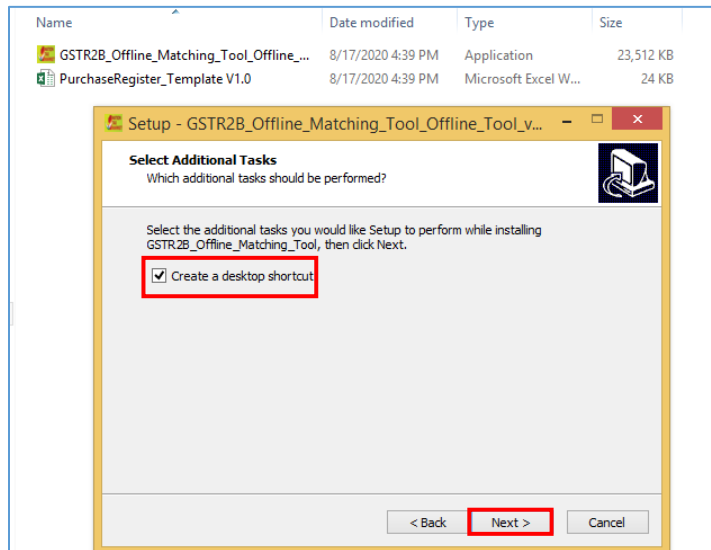 Name Date modified Type Size
GSTR2B_Offline_Matching_Tool_Offline_... 8/17/2020 4:39 PM Application 23,512 KB
PurchaseRegister_Template V1.0 8/17/2020 4:39 PM Microsoft Excel W... 24 KB
Setup - GSTR2B_Offline_Matching_Tool_Offline_Tool_v...
Select Additional Tasks
Which additional tasks should be performed?
Select the additional tasks you would like Setup to perform while installing
GSTR2B_Offline_Matching_Tool, then click Next.
Create a desktop shortcut
< Back Next > Cancel